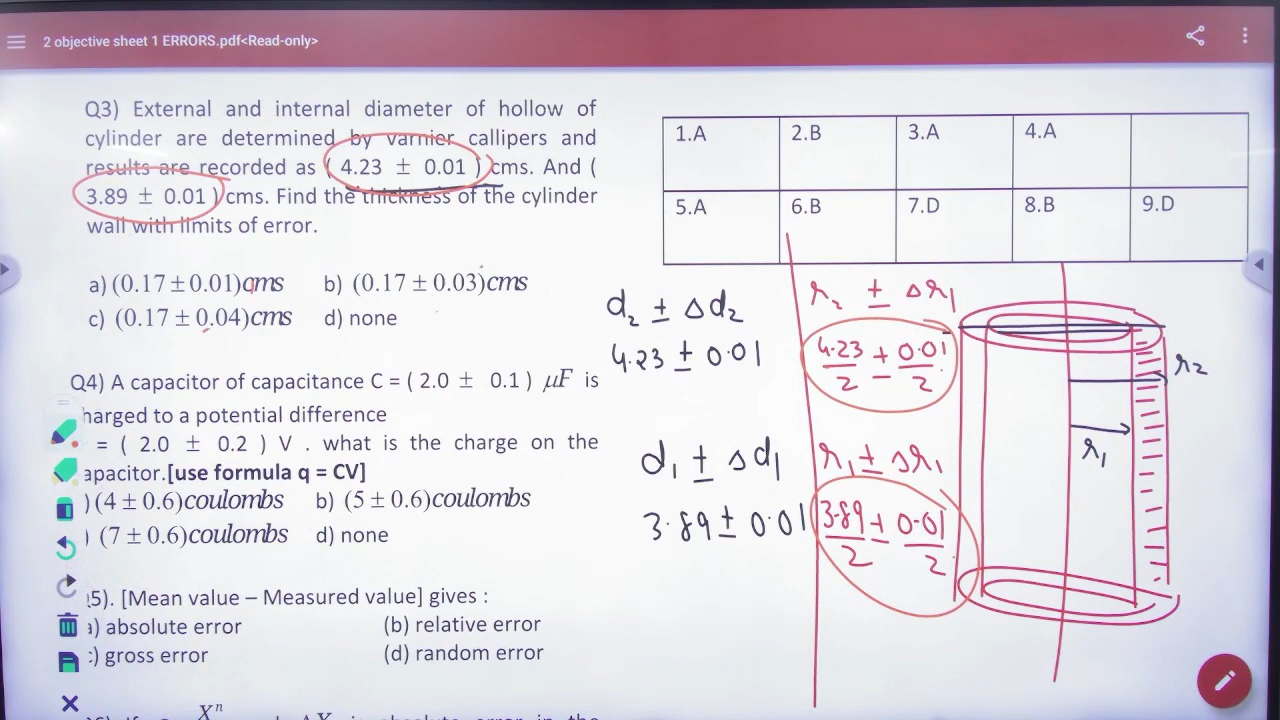 2 objective sheet 1 ERRORS.pdf<Read-only>
Q3) External and internal diameter of hollow of
cylinder are determined by varnier callipers and
results are recorded as ( 4.23 ± 0.01 ) cms. And (
3.89 ± 0.01 ) cms. Find the thickness of the cylinder
wall with limits of error.
a) (0.17 ± 0.01)cms b) (0.17 ± 0.03)cms
c) (0.17 ± 0.04)cms d) none
Q4) A capacitor of capacitance C = ( 2.0 ± 0.1 ) μF is
harged to a potential difference
= ( 2.0 ± 0.2 ) V . what is the charge on the
apacitor.[use formula q = CV]
) (4 ± 0.6)coulombs b) (5 ± 0.6)coulombs
) (7 ± 0.6)coulombs d) none
5). [Mean value – Measured value] gives :
a) absolute error (b) relative error
:) gross error (d) random error
Xⁿ
1.A 2.B 3.A 4.A
5.A 6.B 7.D 8.B 9.D
d₂ ± Δd₂
4.23 ± 0.01
d₁ ± Δd₁
3.89 ± 0.01
r₂ ± Δr₁
4.23/2 ± 0.01/2
r₁ ± Δr₁
3.89/2 ± 0.01/2
r₂
r₁